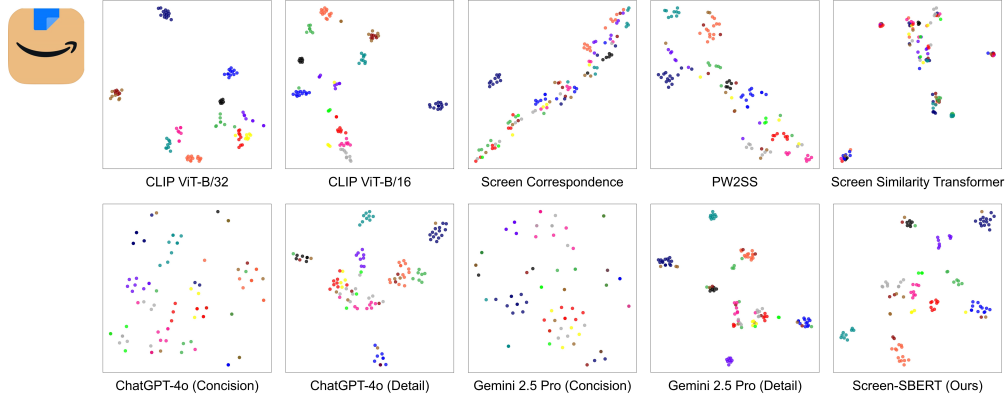 CLIP ViT-B/32
CLIP ViT-B/16
Screen Correspondence
PW2SS
Screen Similarity Transformer
ChatGPT-4o (Concision)
ChatGPT-4o (Detail)
Gemini 2.5 Pro (Concision)
Gemini 2.5 Pro (Detail)
Screen-SBERT (Ours)